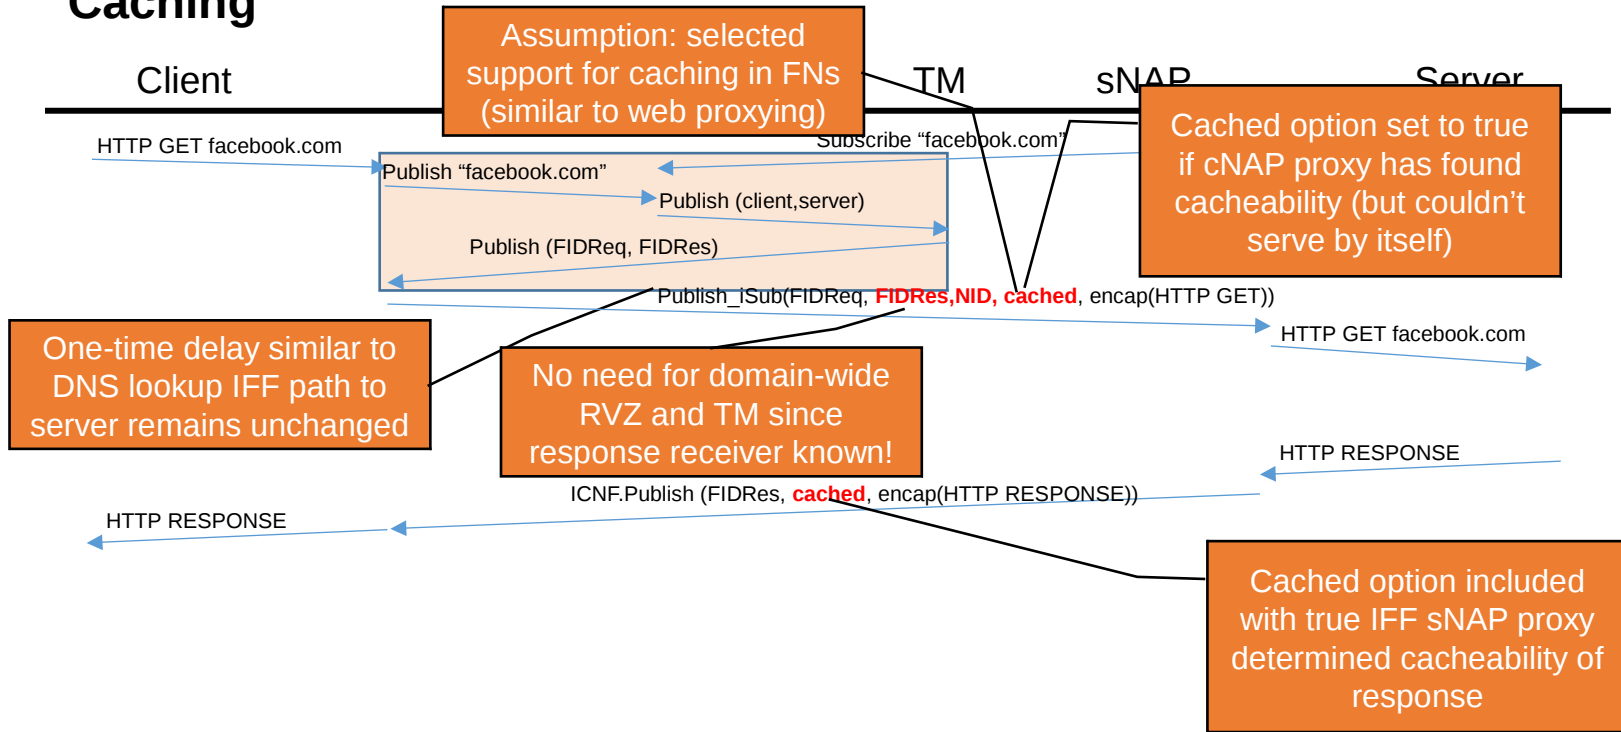 Caching
Assumption: selected
support for caching in FNs
(similar to web proxying)
Client
TM
sNAP
Server
Cached option set to true
if cNAP proxy has found
cacheability (but couldn’t
serve by itself)
HTTP GET facebook.com
Subscribe “facebook.com”
Publish “facebook.com”
Publish (client,server)
Publish (FIDReq, FIDRes)
Publish_iSub(FIDReq, FIDRes,NID, cached, encap(HTTP GET))
HTTP GET facebook.com
One-time delay similar to
DNS lookup IFF path to
server remains unchanged
No need for domain-wide
RVZ and TM since
response receiver known!
HTTP RESPONSE
ICNF.Publish (FIDRes, cached, encap(HTTP RESPONSE))
HTTP RESPONSE
Cached option included
with true IFF sNAP proxy
determined cacheability of
response